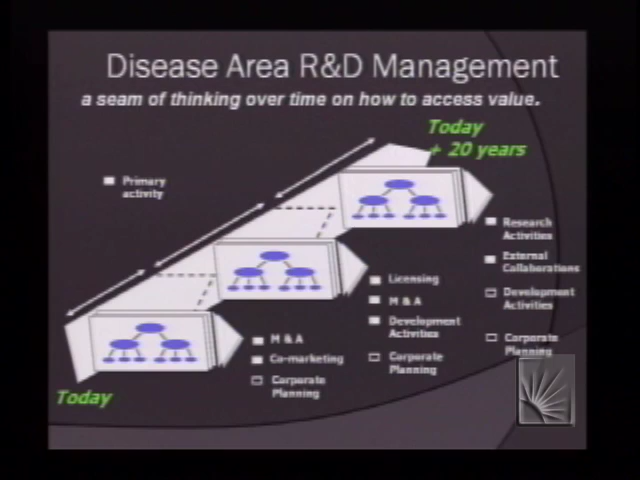 Disease Area R&D Management
a seam of thinking over time on how to access value.
Today
+ 20 years
Primary
activity
Research
Activities
External
Collaborations
Development
Activities
Corporate
Planning
Licensing
M & A
Development
Activities
Corporate
Planning
M & A
Co-marketing
Corporate
Planning
Today